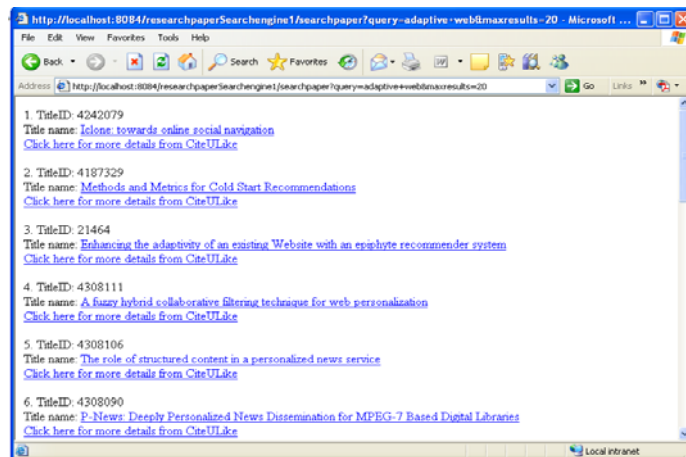 http://localhost:8084/researchpaperSearchengine1/searchpaper?query=adaptive+web&maxresults=20 - Microsoft ...
File Edit View Favorites Tools Help
Back Search Favorites
Address http://localhost:8084/researchpaperSearchengine1/searchpaper?query=adaptive+web&maxresults=20 Go Links »
1. TitleID: 4242079
Title name: Iclone: towards online social navigation
Click here for more details from CiteULike
2. TitleID: 4187329
Title name: Methods and Metrics for Cold Start Recommendations
Click here for more details from CiteULike
3. TitleID: 21464
Title name: Enhancing the adaptivity of an existing Website with an epiphyte recommender system
Click here for more details from CiteULike
4. TitleID: 4308111
Title name: A fuzzy hybrid collaborative filtering technique for web personalization
Click here for more details from CiteULike
5. TitleID: 4308106
Title name: The role of structured content in a personalized news service
Click here for more details from CiteULike
6. TitleID: 4308090
Title name: P-News: Deeply Personalized News Dissemination for MPEG-7 Based Digital Libraries
Click here for more details from CiteULike
Local intranet